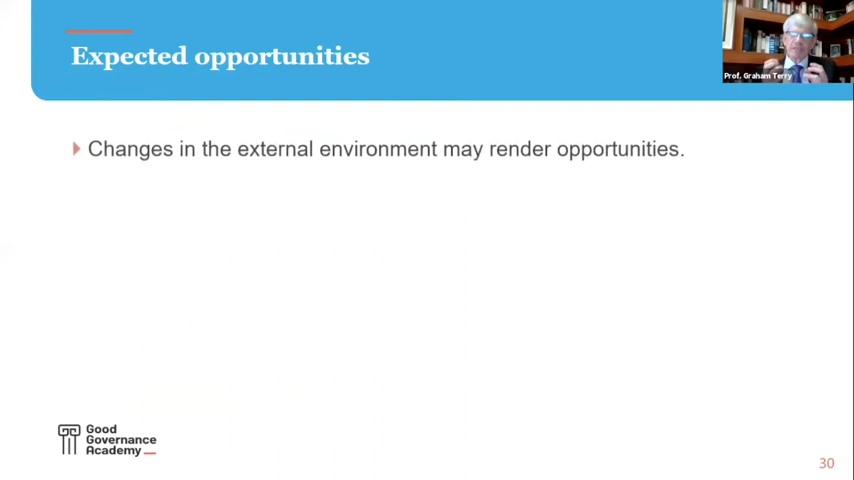 Expected opportunities
Prof. Graham Terry
Changes in the external environment may render opportunities.
Good
Governance
Academy
30